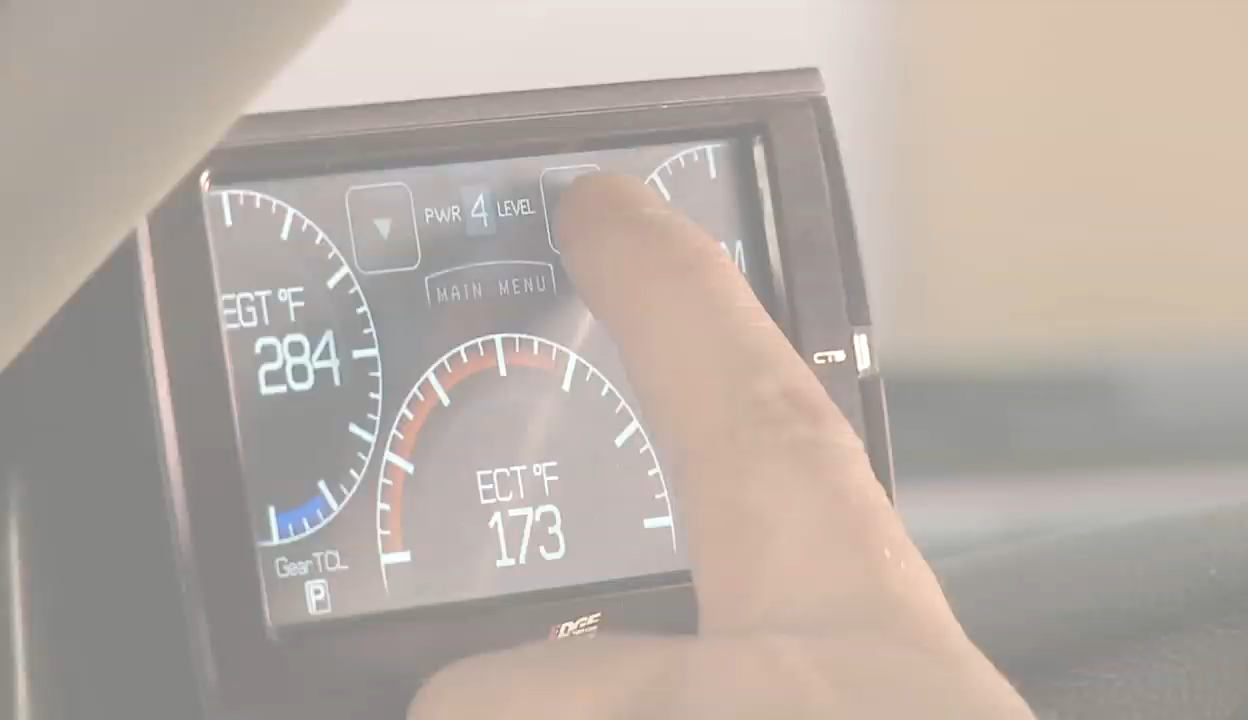 PWR 4 LEVEL
MAIN MENU
EGT °F
284
ECT °F
173
Gear TCL
P
CTS
EDGE